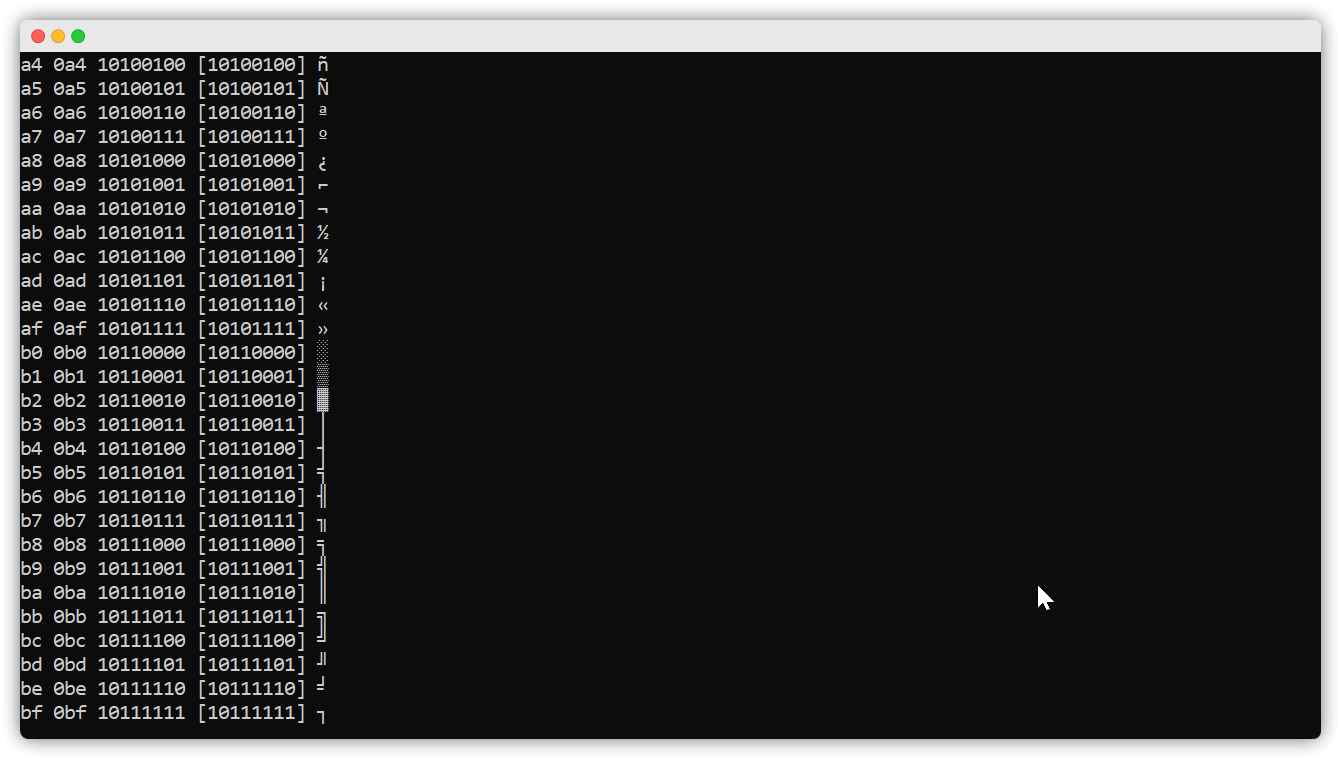 a4 0a4 10100100 [10100100] ñ
a5 0a5 10100101 [10100101] Ñ
a6 0a6 10100110 [10100110] ª
a7 0a7 10100111 [10100111] º
a8 0a8 10101000 [10101000] ¿
a9 0a9 10101001 [10101001] ⌐
aa 0aa 10101010 [10101010] ¬
ab 0ab 10101011 [10101011] ½
ac 0ac 10101100 [10101100] ¼
ad 0ad 10101101 [10101101] ¡
ae 0ae 10101110 [10101110] «
af 0af 10101111 [10101111] »
b0 0b0 10110000 [10110000] ░
b1 0b1 10110001 [10110001] ▒
b2 0b2 10110010 [10110010] ▓
b3 0b3 10110011 [10110011] │
b4 0b4 10110100 [10110100] ┤
b5 0b5 10110101 [10110101] ╡
b6 0b6 10110110 [10110110] ╢
b7 0b7 10110111 [10110111] ╖
b8 0b8 10111000 [10111000] ╕
b9 0b9 10111001 [10111001] ╣
ba 0ba 10111010 [10111010] ║
bb 0bb 10111011 [10111011] ╗
bc 0bc 10111100 [10111100] ╝
bd 0bd 10111101 [10111101] ╜
be 0be 10111110 [10111110] ╛
bf 0bf 10111111 [10111111] ┐